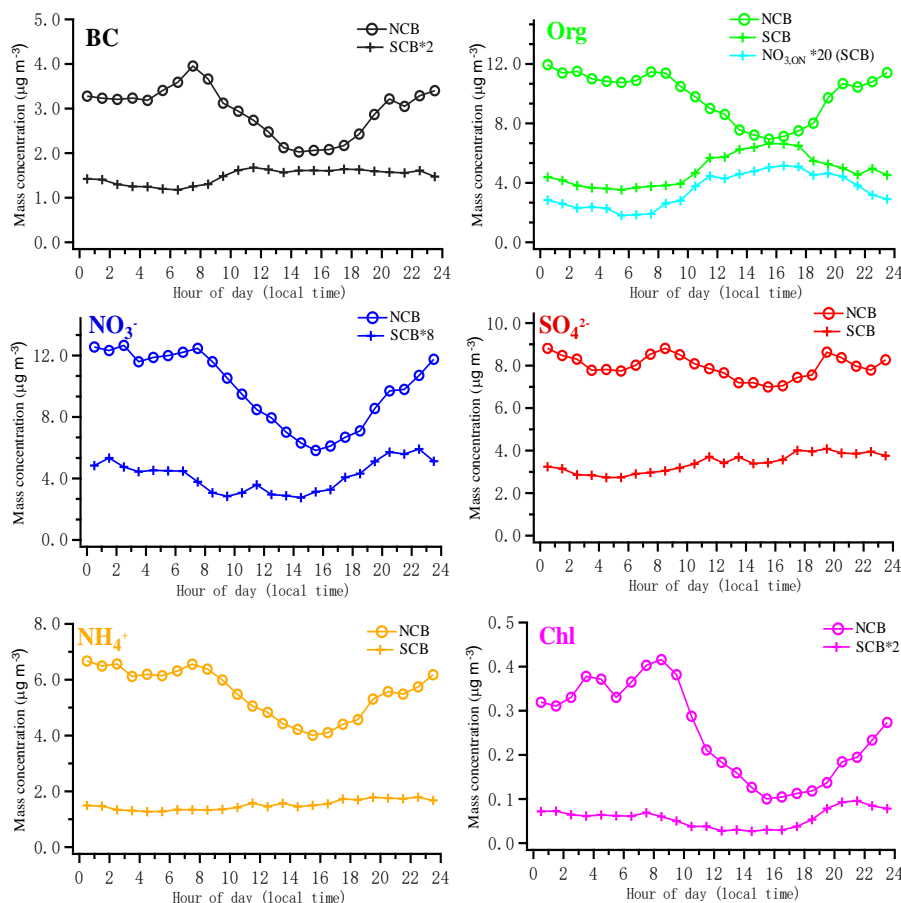 BC
NCB
SCB*2
Mass concentration (μg m⁻³)
4.0
3.0
2.0
1.0
0.0
0 2 4 6 8 10 12 14 16 18 20 22 24
Hour of day (local time)
Org
NCB
SCB
NO3,ON *20 (SCB)
Mass concentration (μg m⁻³)
12.0
8.0
4.0
0.0
0 2 4 6 8 10 12 14 16 18 20 22 24
Hour of day (local time)
NO₃⁻
NCB
SCB*8
Mass concentration (μg m⁻³)
12.0
8.0
4.0
0.0
0 2 4 6 8 10 12 14 16 18 20 22 24
Hour of day (local time)
SO₄²⁻
NCB
SCB
Mass concentration (μg m⁻³)
10.0
8.0
6.0
4.0
2.0
0.0
0 2 4 6 8 10 12 14 16 18 20 22 24
Hour of day (local time)
NH₄⁺
NCB
SCB
Mass concentration (μg m⁻³)
8.0
6.0
4.0
2.0
0.0
0 2 4 6 8 10 12 14 16 18 20 22 24
Hour of day (local time)
Chl
NCB
SCB*2
Mass concentration (μg m⁻³)
0.5
0.4
0.3
0.2
0.1
0.0
0 2 4 6 8 10 12 14 16 18 20 22 24
Hour of day (local time)